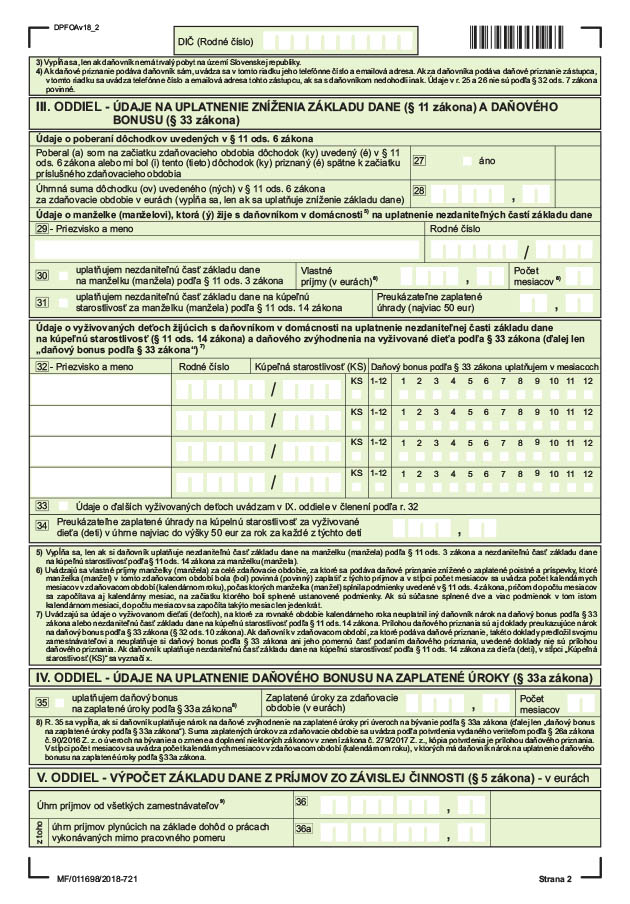 DPFOAv18_2
DIČ (Rodné číslo)
3) Vypĺňa sa, len ak daňovník nemá trvalý pobyt na území Slovenskej republiky.
4) Ak daňové priznanie podáva daňovník sám, uvádza sa v tomto riadku jeho telefónne číslo a emailová adresa. Ak za daňovníka podáva daňové priznanie zástupca,
v tomto riadku sa uvádza telefónne číslo a emailová adresa tohto zástupcu, ak sa s daňovníkom nedohodli inak. Údaje v r. 25 a 26 nie sú podľa § 32 ods. 7 zákona
povinné.
III. ODDIEL - ÚDAJE NA UPLATNENIE ZNÍŽENIA ZÁKLADU DANE (§ 11 zákona) A DAŇOVÉHO
BONUSU (§ 33 zákona)
Údaje o poberaní dôchodkov uvedených v § 11 ods. 6 zákona
Poberal (a) som na začiatku zdaňovacieho obdobia dôchodok (ky) uvedený (é) v § 11
ods. 6 zákona alebo mi bol (i) tento (tieto) dôchodok (ky) priznaný (é) spätne k začiatku
príslušného zdaňovacieho obdobia
27 áno
Úhrnná suma dôchodku (ov) uvedeného (ných) v § 11 ods. 6 zákona
za zdaňovacie obdobie v eurách (vypĺňa sa, len ak sa uplatňuje zníženie základu dane)
28 ,
Údaje o manželke (manželovi), ktorá (ý) žije s daňovníkom v domácnosti5) na uplatnenie nezdaniteľných častí základu dane
29 - Priezvisko a meno Rodné číslo
/
30 uplatňujem nezdaniteľnú časť základu dane
na manželku (manžela) podľa § 11 ods. 3 zákona
Vlastné
príjmy (v eurách)6) ,
Počet
mesiacov 6)
31 uplatňujem nezdaniteľnú časť základu dane na kúpeľnú
starostlivosť za manželku (manžela) podľa § 11 ods. 14 zákona
Preukázateľne zaplatené
úhrady (najviac 50 eur) ,
Údaje o vyživovaných deťoch žijúcich s daňovníkom v domácnosti na uplatnenie nezdaniteľnej časti základu dane
na kúpeľnú starostlivosť (§ 11 ods. 14 zákona) a daňového zvýhodnenia na vyživované dieťa podľa § 33 zákona (ďalej len
„daňový bonus podľa § 33 zákona“) 7)
32 - Priezvisko a meno Rodné číslo Kúpeľná starostlivosť (KS) Daňový bonus podľa § 33 zákona uplatňujem v mesiacoch
/ KS 1-12 1 2 3 4 5 6 7 8 9 10 11 12
/ KS 1-12 1 2 3 4 5 6 7 8 9 10 11 12
/ KS 1-12 1 2 3 4 5 6 7 8 9 10 11 12
/ KS 1-12 1 2 3 4 5 6 7 8 9 10 11 12
33 Údaje o ďalších vyživovaných deťoch uvádzam v IX. oddiele v členení podľa r. 32
34 Preukázateľne zaplatené úhrady na kúpeľnú starostlivosť za vyživované
dieťa (deti) v úhrne najviac do výšky 50 eur za rok za každé z týchto detí ,
5) Vypĺňa sa, len ak si daňovník uplatňuje nezdaniteľnú časť základu dane na manželku (manžela) podľa § 11 ods. 3 zákona a nezdaniteľnú časť základu dane
na kúpeľnú starostlivosť podľa § 11 ods. 14 zákona za manželku (manžela).
6) Uvádzajú sa vlastné príjmy manželky (manžela) za celé zdaňovacie obdobie, za ktoré sa podáva daňové priznanie znížené o zaplatené poistné a príspevky, ktoré
manželka (manžel) v tomto zdaňovacom období bola (bol) povinná (povinný) zaplatiť z týchto príjmov a v stĺpci počet mesiacov sa uvádza počet kalendárnych
mesiacov v zdaňovacom období (kalendárnom roku), počas ktorých manželka (manžel) spĺňala podmienky uvedené v § 11 ods. 4 zákona, pričom do počtu mesiacov
sa započítava aj kalendárny mesiac, na začiatku ktorého boli splnené ustanovené podmienky. Ak sú súčasne splnené dve a viac podmienok v tom istom
kalendárnom mesiaci, do počtu mesiacov sa započíta takýto mesiac len jedenkrát.
7) Uvádza sa, len ak na vyživované dieťa (deti), na ktoré za rovnaké obdobie kalendárneho roka neuplatnil iný daňovník nárok na daňový bonus podľa § 33
zákona alebo nezdaniteľnú časť základu dane na kúpeľnú starostlivosť podľa § 11 ods. 14 zákona. Prílohou daňového priznania sú aj doklady preukazujúce nárok
na daňový bonus podľa § 33 zákona (§ 32 ods. 10 zákona). Ak daňovník v zdaňovacom období, za ktoré podáva daňové priznanie, takéto doklady predložil svojmu
zamestnávateľovi a neuplatňuje si daňový bonus podľa § 33 zákona ani jeho pomernú časť podaním daňového priznania, uvedené doklady nie sú prílohou
daňového priznania. Ak daňovník uplatňuje nezdaniteľnú časť základu dane na kúpeľnú starostlivosť podľa § 11 ods. 14 zákona za dieťa (deti), v stĺpci „Kúpeľná
starostlivosť (KS)“ sa vyznačí x.
IV. ODDIEL - ÚDAJE NA UPLATNENIE DAŇOVÉHO BONUSU NA ZAPLATENÉ ÚROKY (§ 33a zákona)
35 uplatňujem daňový bonus
na zaplatené úroky podľa § 33a zákona8)
Zaplatené úroky za zdaňovacie
obdobie (v eurách) ,
Počet
mesiacov
8) R. 35 sa vypĺňa, ak si daňovník uplatňuje nárok na daňové zvýhodnenie na zaplatené úroky pri úveroch na bývanie podľa § 33a zákona (ďalej len „daňový bonus
na zaplatené úroky podľa § 33a zákona“). Suma zaplatených úrokov za zdaňovacie obdobie sa uvádza podľa potvrdenia vydaného veriteľom podľa § 26a zákona
č. 90/2016 Z. z. o úveroch na bývanie a o zmene a doplnení niektorých zákonov v znení zákona č. 279/2017 Z. z., kópia potvrdenia je prílohou daňového priznania.
V stĺpci počet mesiacov sa uvádza počet kalendárnych mesiacov v zdaňovacom období (kalendárnom roku), v ktorých má daňovník nárok na uplatnenie daňového
bonusu na zaplatené úroky podľa § 33a zákona.
V. ODDIEL - VÝPOČET ZÁKLADU DANE Z PRÍJMOV ZO ZÁVISLEJ ČINNOSTI (§ 5 zákona) - v eurách
Úhrn príjmov od všetkých zamestnávateľov9) 36 ,
z toho
úhrn príjmov plynúcich na základe dohôd o prácach
vykonávaných mimo pracovného pomeru
36a ,
MF/011698/2018-721 Strana 2